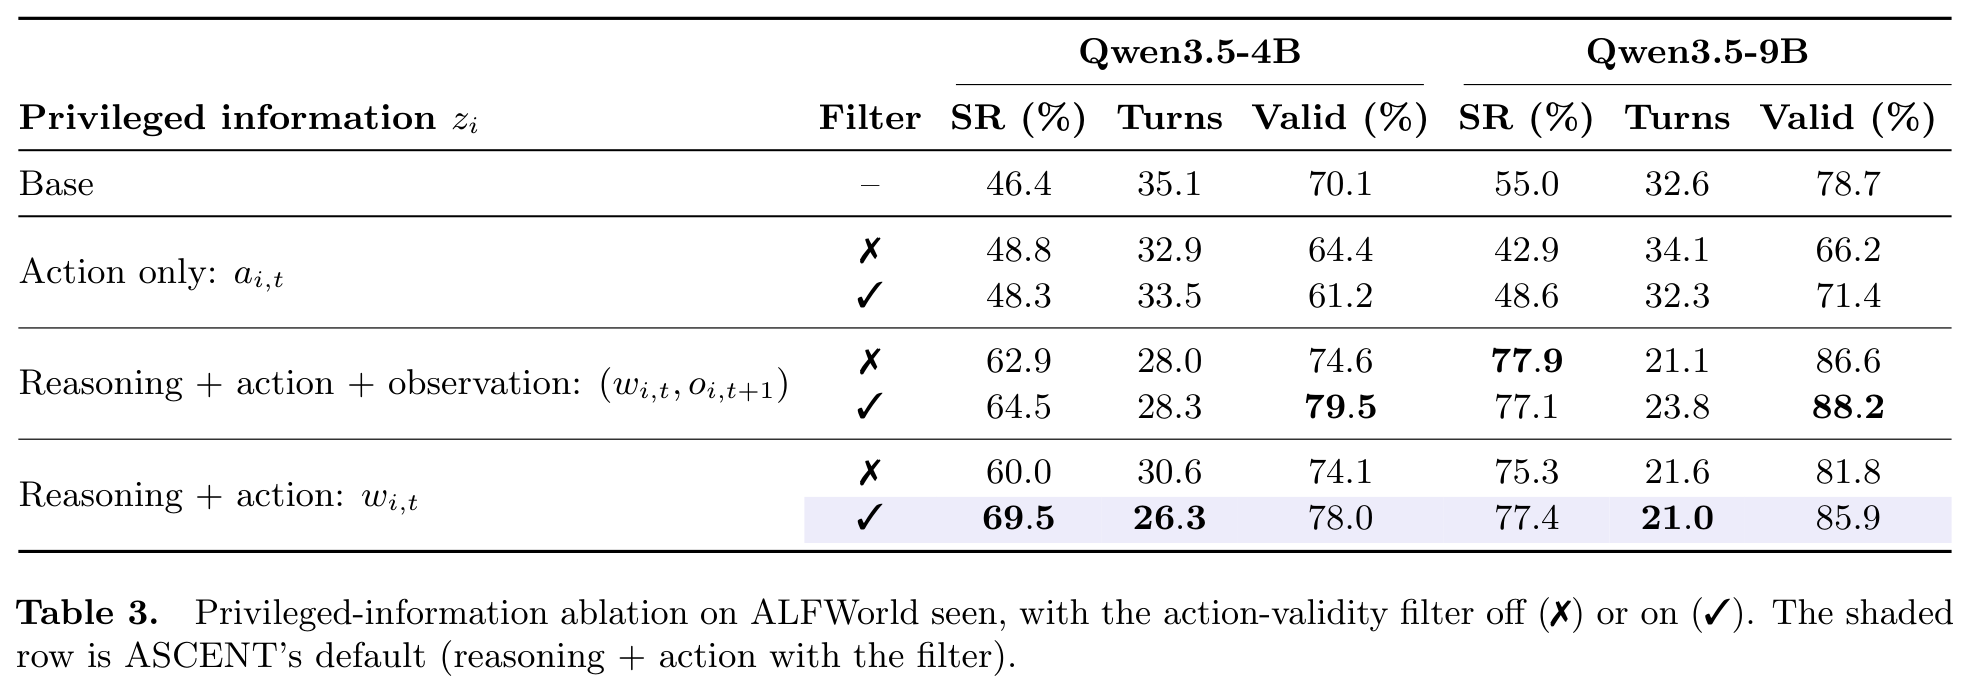 Qwen3.5-4B Qwen3.5-9B
Privileged information z_i Filter SR (%) Turns Valid (%) SR (%) Turns Valid (%)
Base – 46.4 35.1 70.1 55.0 32.6 78.7
Action only: a_{i,t}
✗ 48.8 32.9 64.4 42.9 34.1 66.2
✓ 48.3 33.5 61.2 48.6 32.3 71.4
Reasoning + action + observation: (w_{i,t}, o_{i,t+1})
✗ 62.9 28.0 74.6 77.9 21.1 86.6
✓ 64.5 28.3 79.5 77.1 23.8 88.2
Reasoning + action: w_{i,t}
✗ 60.0 30.6 74.1 75.3 21.6 81.8
✓ 69.5 26.3 78.0 77.4 21.0 85.9
Table 3. Privileged-information ablation on ALFWorld seen, with the action-validity filter off (✗) or on (✓). The shaded
row is ASCENT's default (reasoning + action with the filter).